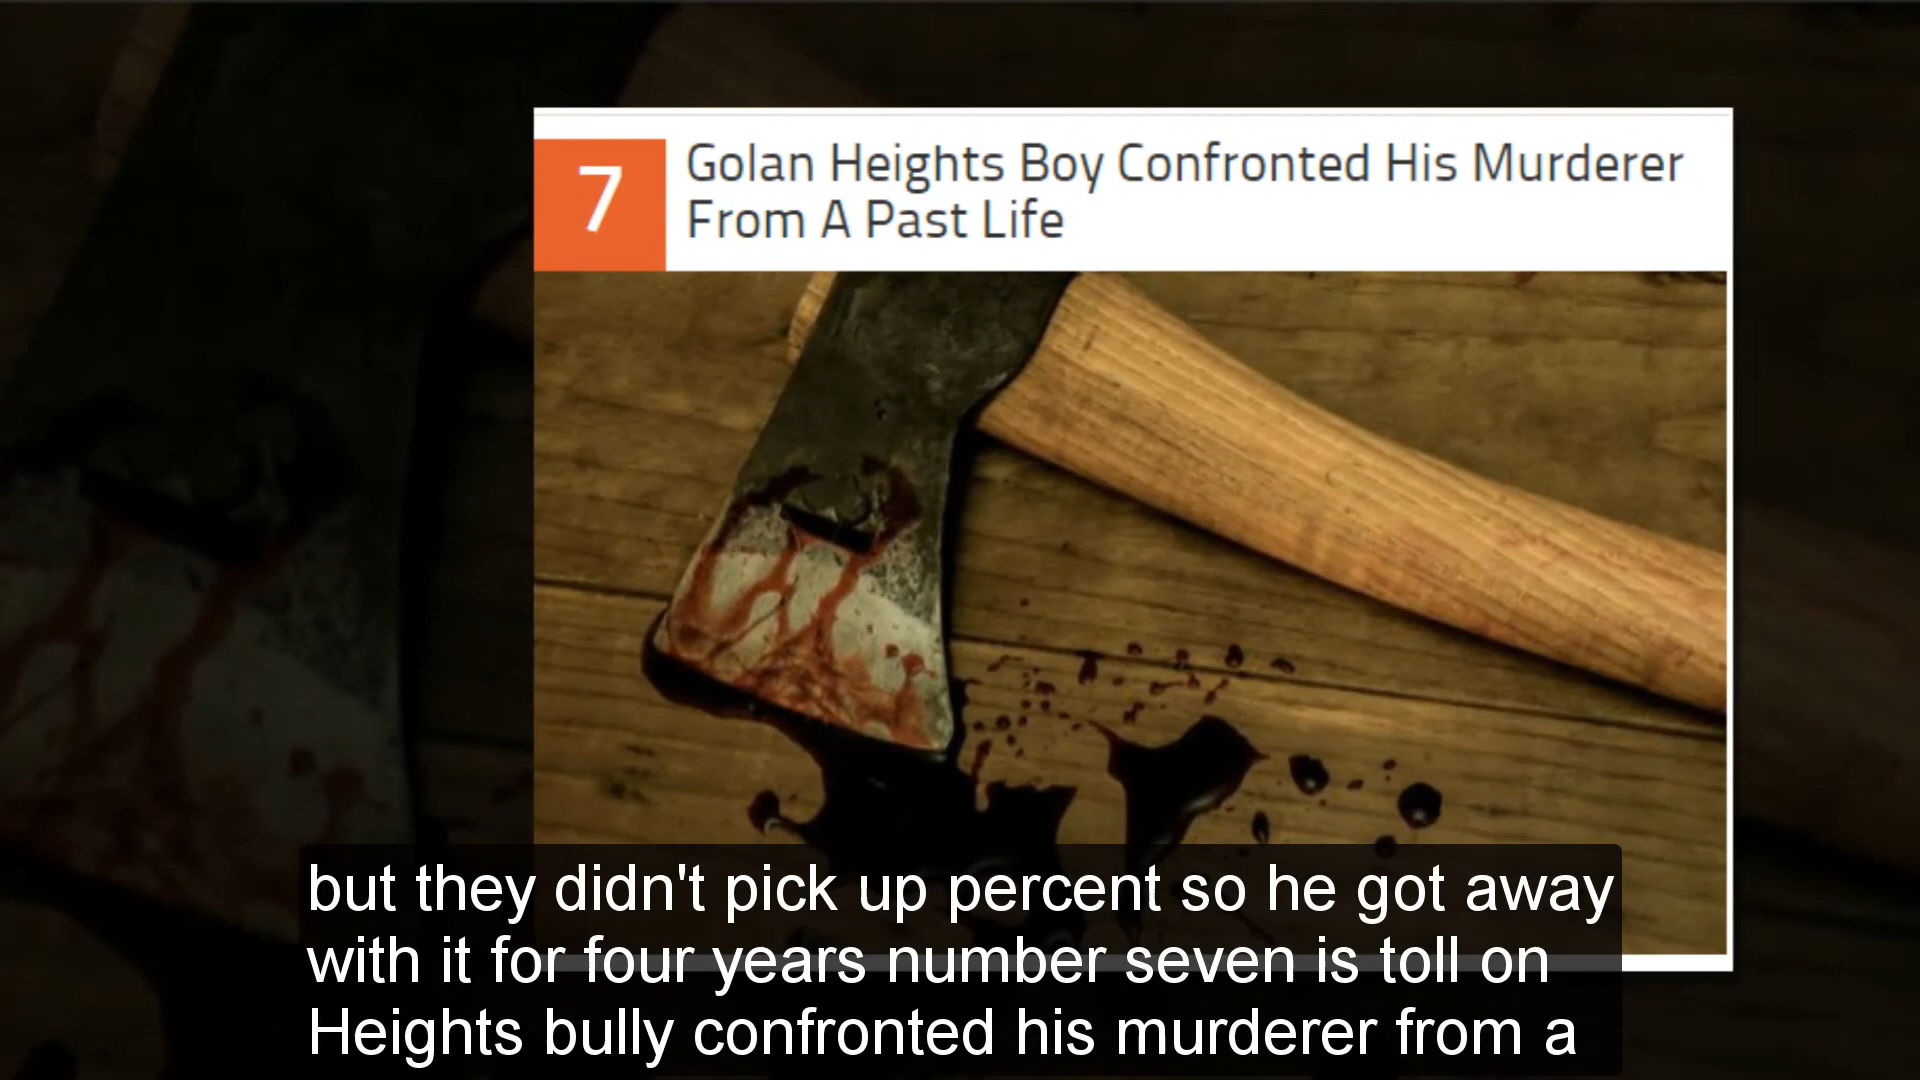 7
Golan Heights Boy Confronted His Murderer
From A Past Life
but they didn't pick up percent so he got away
with it for four years number seven is toll on
Heights bully confronted his murderer from a